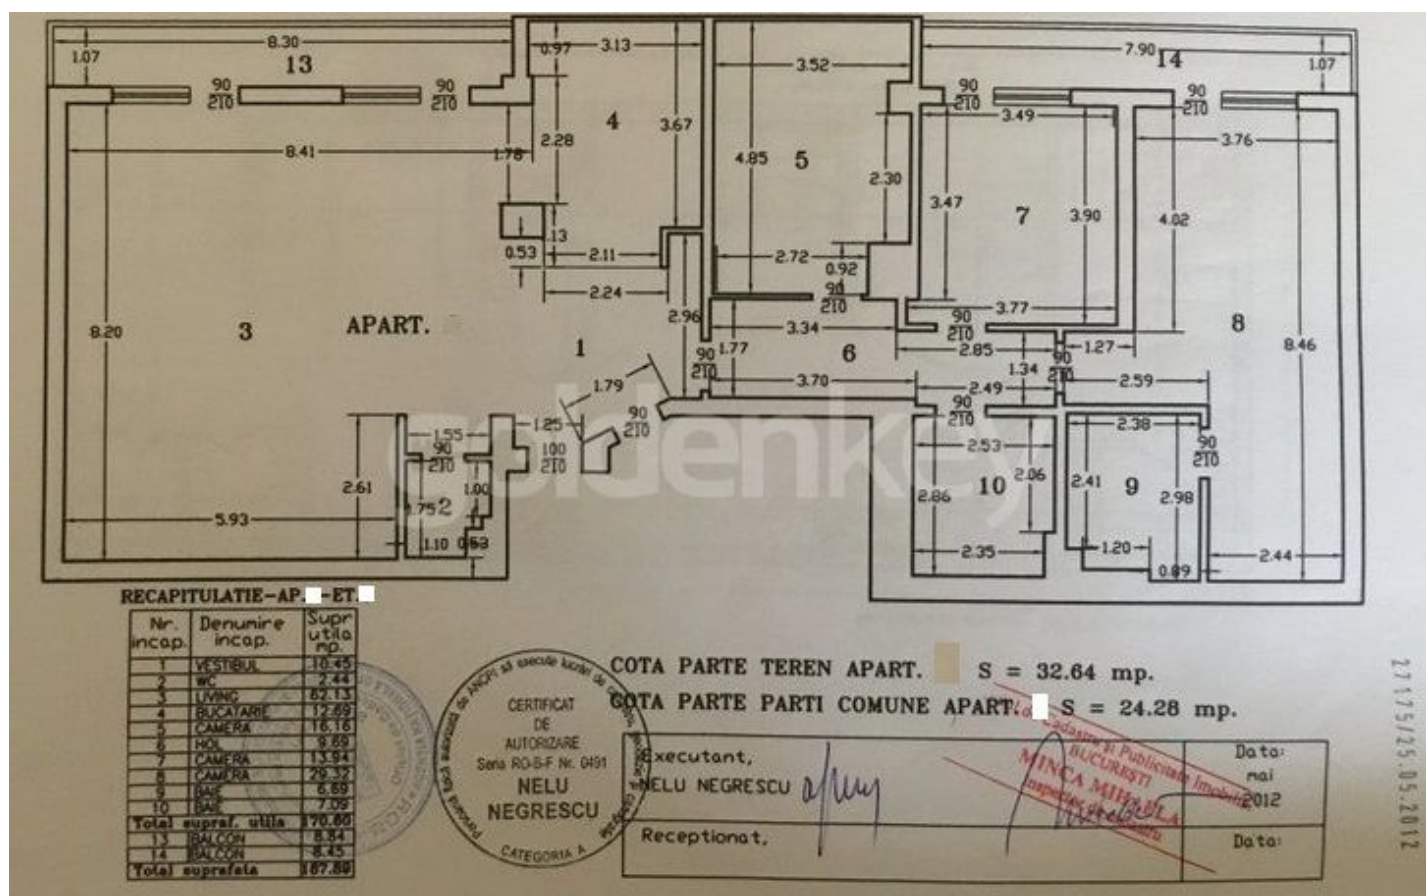 8.30
1.07
13
90
210
90
210
0.97
3.13
3.52
7.90
14
1.07
90
210
90
210
8.41
1.78
2.28
4
3.67
4.85
5
2.30
3.49
3.76
3.47
7
3.90
4.02
0.53
2.11
2.24
2.72
0.92
90
210
3.77
8.20
3
APART.
1
2.96
1.77
3.34
6
90
210
2.85
1.34
90
1.27
8
8.46
90
210
1.79
3.70
2.49
2.59
goldenkey
1.55
90
210
1.25
100
210
90
210
90
210
2.53
2.38
90
210
2.61
1.00
2
2.86
10
2.06
2.41
9
2.98
5.93
1.10
0.53
2.35
1.20
0.89
2.44
RECAPITULATIE-AP. -ET.
Nr. incap. Denumire incap. Supr utila mp.
1 VESTIBUL 10.45
2 WC 2.44
3 LIVING 62.13
4 BUCATARIE 12.69
5 CAMERA 16.16
6 HOL 9.69
7 CAMERA 13.94
8 CAMERA 29.32
9 BAIE 6.69
10 BAIE 7.09
Total supraf. utila 170.60
13 BALCON 8.84
14 BALCON 8.45
Total suprafata 187.89
CERTIFICAT
DE
AUTORIZARE
Seria RO-B-F Nr. 0491
NELU
NEGRESCU
CATEGORIA A
COTA PARTE TEREN APART. S = 32.64 mp.
COTA PARTE PARTI COMUNE APART. S = 24.28 mp.
Executant,
NELU NEGRESCU
Data:
mai
2012
Receptionat,
Data:
Cadastru și Publicitate Imobiliară
BUCUREȘTI
MINCA MIHAELA
27175/25.05.2012